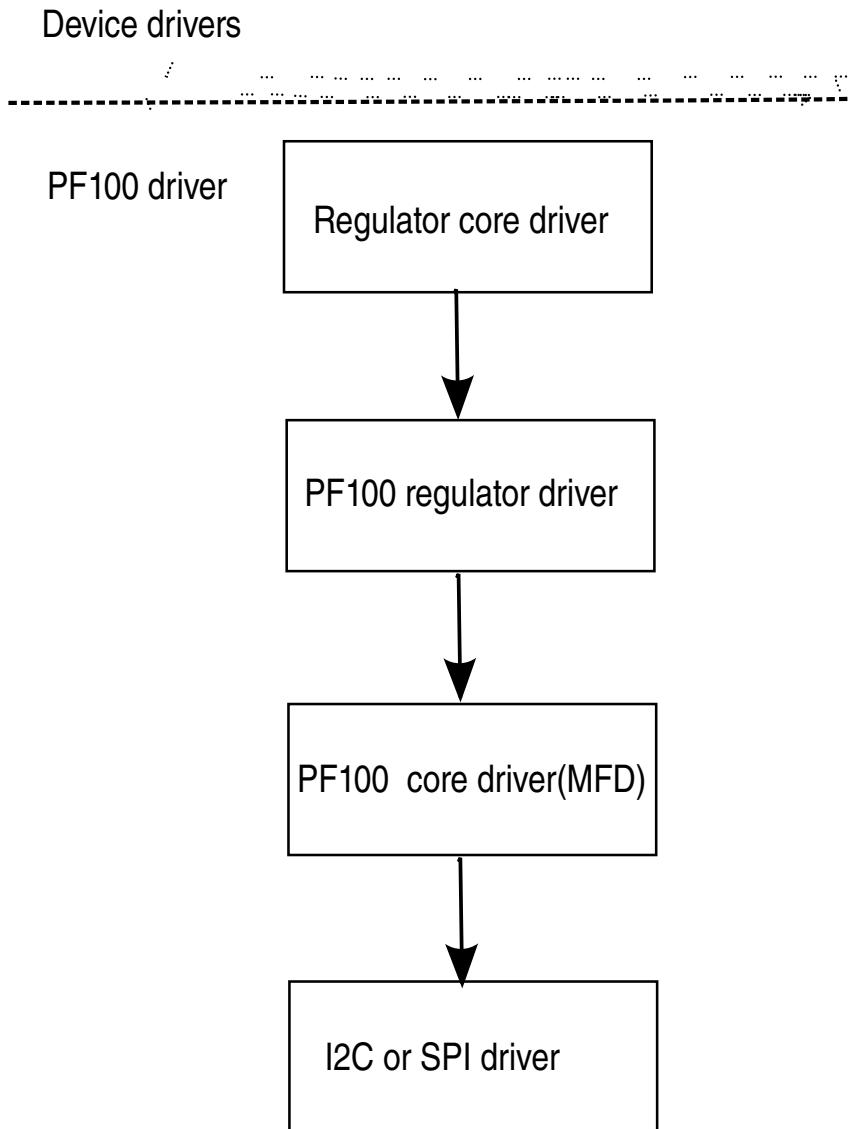 Device drivers
PF100 driver
Regulator core driver
PF100 regulator driver
PF100  core driver(MFD)
I2C or SPI driver